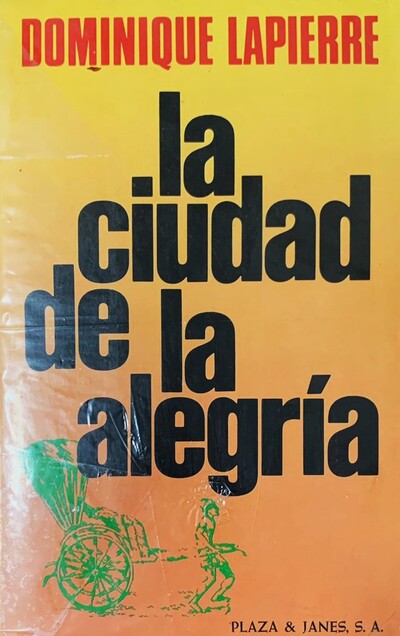 DOMINIQUE LAPIERRE
la
ciudad
de la
alegría
PLAZA & JANES, S. A.